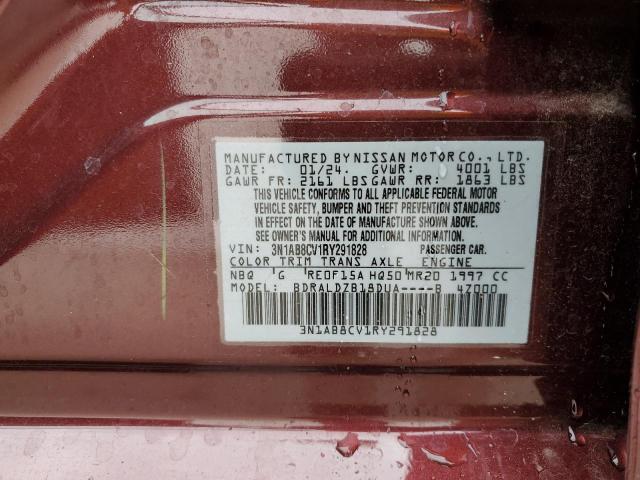 MANUFACTURED BY NISSAN MOTOR CO., LTD.
DATE: 01/24. GVWR: 4001 LBS
GAWR FR: 2161 LBS GAWR RR: 1863 LBS
THIS VEHICLE CONFORMS TO ALL APPLICABLE FEDERAL MOTOR
VEHICLE SAFETY, BUMPER AND THEFT PREVENTION STANDARDS
IN EFFECT ON THE DATE OF MANUFACTURE SHOWN ABOVE.
SEE OWNER'S MANUAL FOR ADDITIONAL INFORMATION.
VIN: 3N1AB8CV1RY291828 PASSENGER CAR.
COLOR TRIM TRANS AXLE ENGINE
NBQ G RE0F15A HQ50 MR20 1997 CC
MODEL: BDRALDZB18DUA----B 4Z000
3N1AB8CV1RY291828